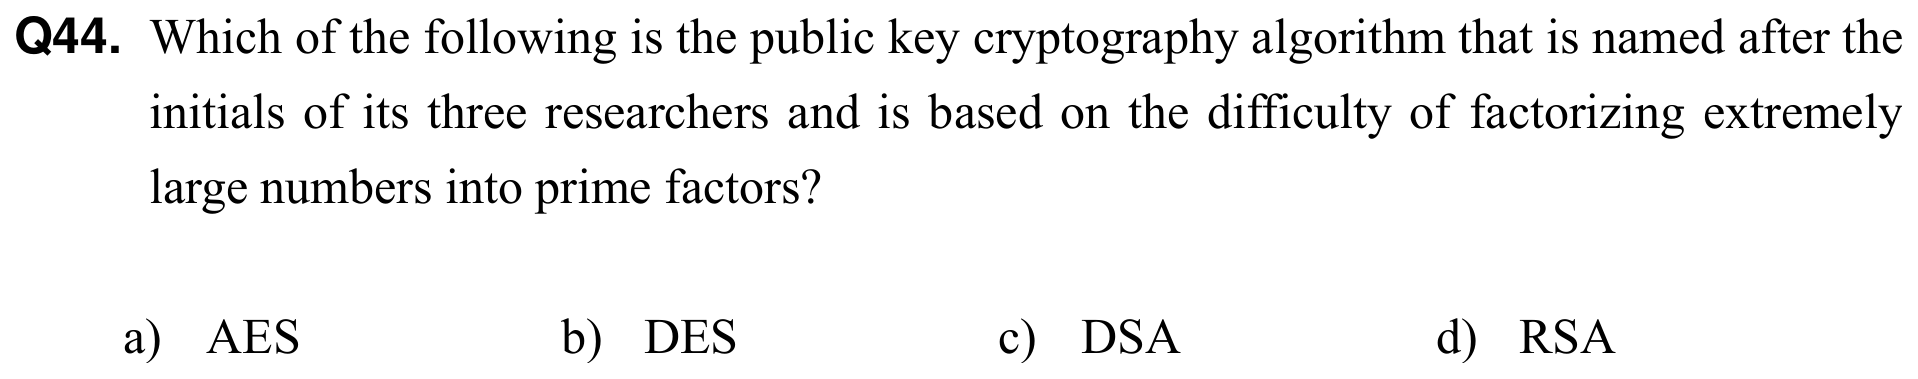 Q44. Which of the following is the public key cryptography algorithm that is named after the
initials of its three researchers and is based on the difficulty of factorizing extremely
large numbers into prime factors?
a) AES b) DES c) DSA d) RSA